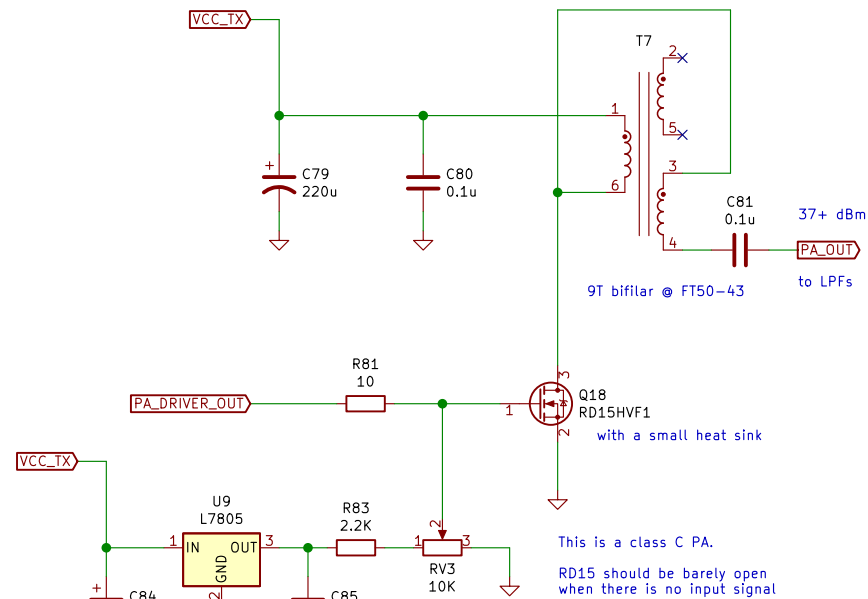 VCC_TX
T7
2
1
5
+
C79
220u
C80
0.1u
6
3
C81
0.1u
37+ dBm
4
PA_OUT
9T bifilar @ FT50-43
to LPFs
R81
10
3
PA_DRIVER_OUT
1
Q18
RD15HVF1
2
with a small heat sink
VCC_TX
U9
L7805
R83
2.2K
1
IN
OUT
3
GND
2
1
2
3
RV3
10K
This is a class C PA.
RD15 should be barely open
when there is no input signal
+
C84
C85